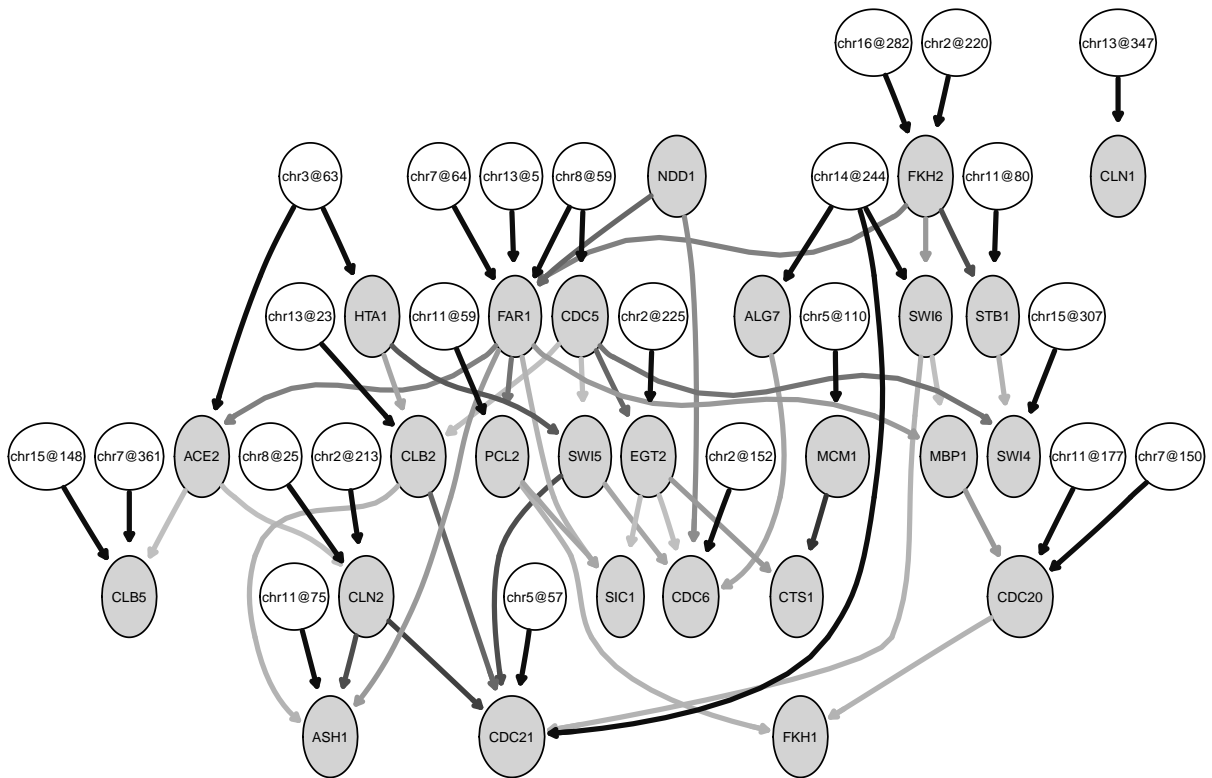 chr16@282
chr2@220
chr13@347
chr3@63
chr7@64
chr13@5
chr8@59
NDD1
chr14@244
FKH2
chr11@80
CLN1
chr13@23
HTA1
chr11@59
FAR1
CDC5
chr2@225
ALG7
chr5@110
SWI6
STB1
chr15@307
chr15@148
chr7@361
ACE2
chr8@25
chr2@213
CLB2
PCL2
SWI5
EGT2
chr2@152
MCM1
MBP1
SWI4
chr11@177
chr7@150
CLB5
chr11@75
CLN2
chr5@57
SIC1
CDC6
CTS1
CDC20
ASH1
CDC21
FKH1